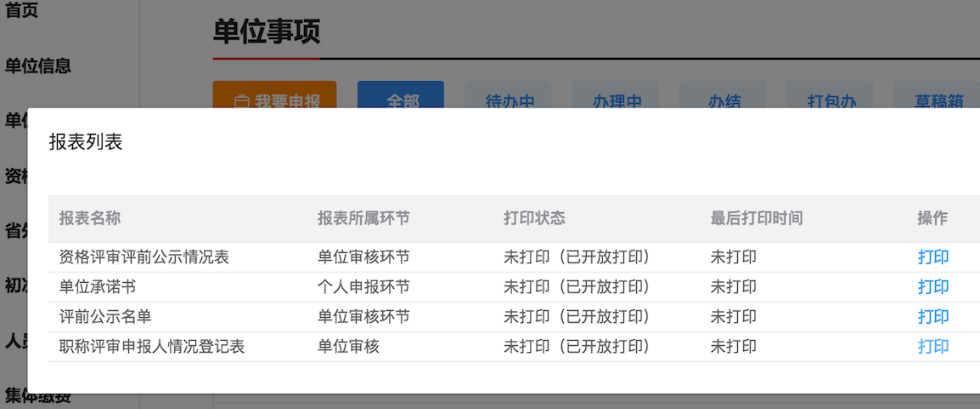 首页
单位事项
单位信息
我要申报 全部 待办中 办理中 办结 打包办 草稿箱
单位
报表列表
资格
报表名称 报表所属环节 打印状态 最后打印时间 操作
省外
资格评审评前公示情况表 单位审核环节 未打印（已开放打印） 未打印 打印
初次
单位承诺书 个人申报环节 未打印（已开放打印） 未打印 打印
评前公示名单 单位审核环节 未打印（已开放打印） 未打印 打印
人员
职称评审申报人情况登记表 单位审核 未打印（已开放打印） 未打印 打印
集体缴费